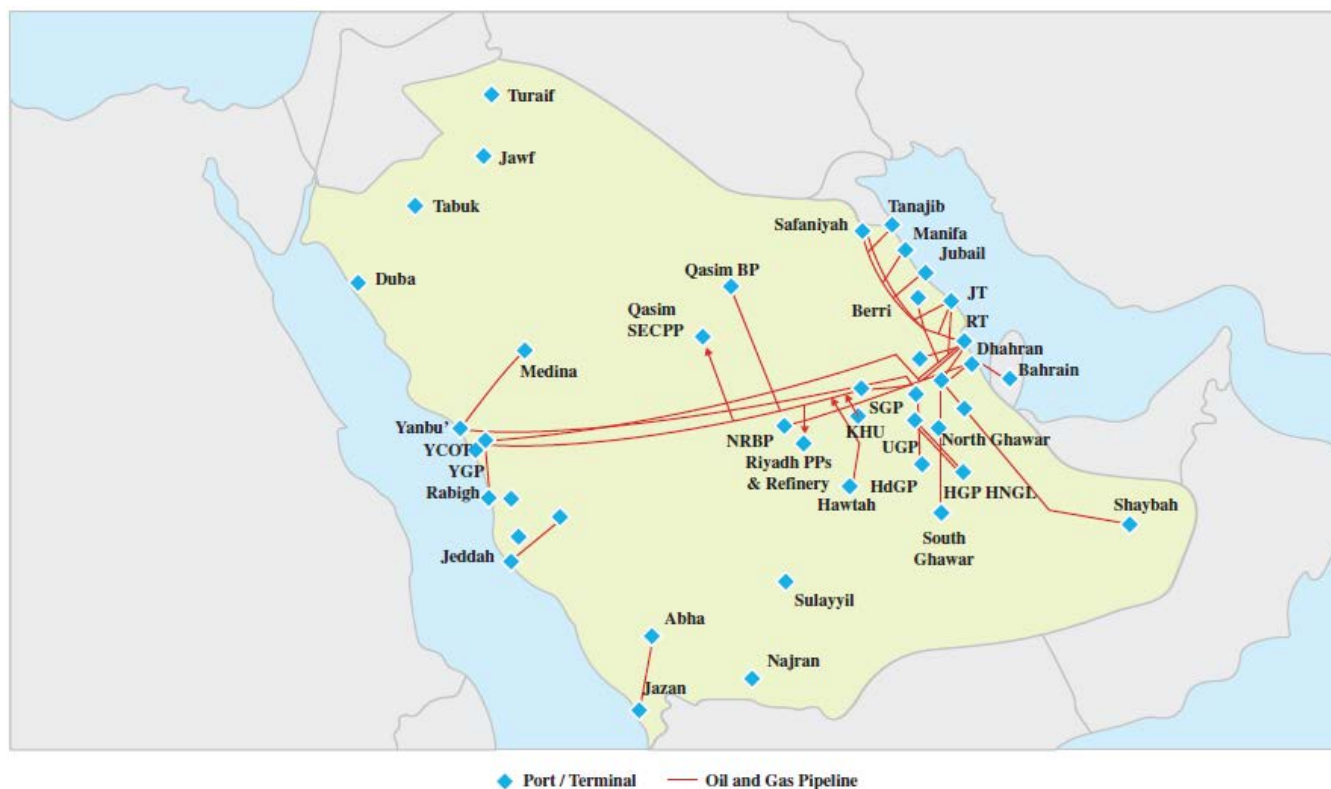 Turaif
Jawf
Tabuk
Duba
Safaniyah
Tanajib
Manifa
Jubail
Qasim BP
Qasim
SECPP
Berri
JT
RT
Dhahran
Bahrain
Medina
Yanbu’
YCOT
YGP
Rabigh
Jeddah
NRBP
Riyadh PPs
& Refinery
SGP
KHU
UGP
North Ghawar
HdGP
HGP HNGL
Hawtah
South
Ghawar
Shaybah
Sulayyil
Abha
Najran
Jazan
Port / Terminal
Oil and Gas Pipeline